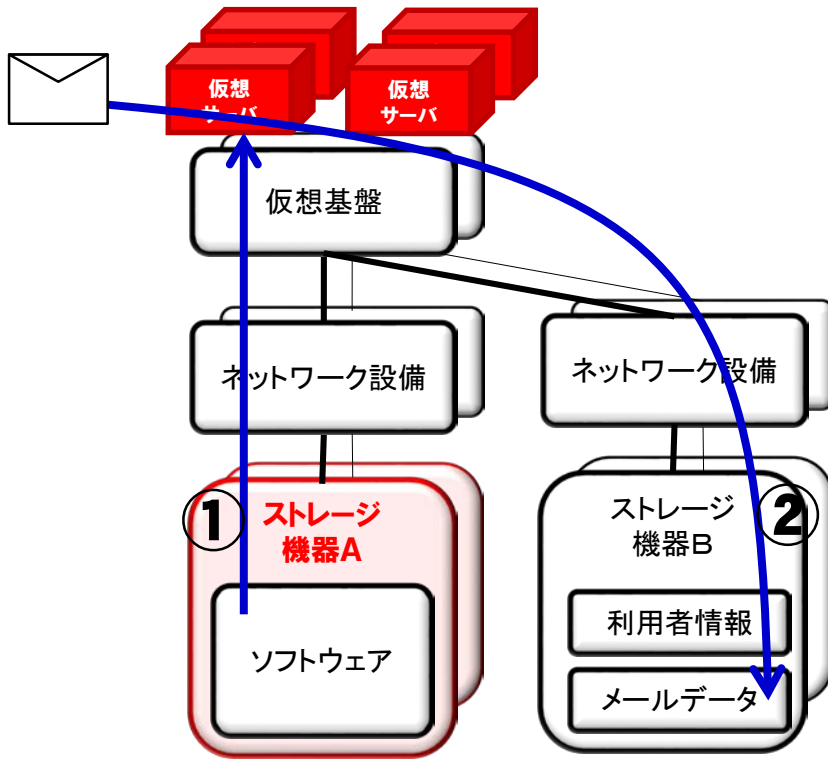 仮想
サーバ
仮想
サーバ
仮想基盤
ネットワーク設備
ネットワーク設備
①
ストレージ
機器A
ソフトウェア
②
ストレージ
機器B
利用者情報
メールデータ